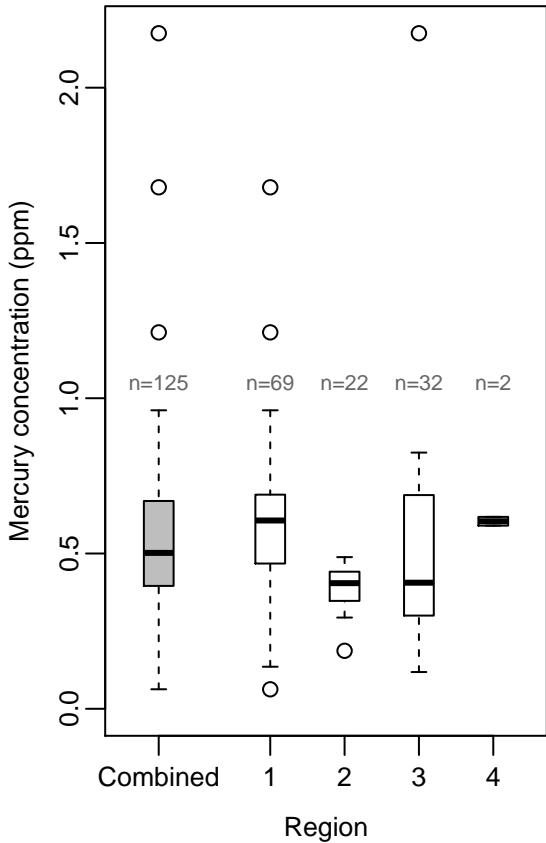 Mercury concentration (ppm)
2.0
1.5
1.0
0.5
0.0
n=125 n=69 n=22 n=32 n=2
Combined 1 2 3 4
Region